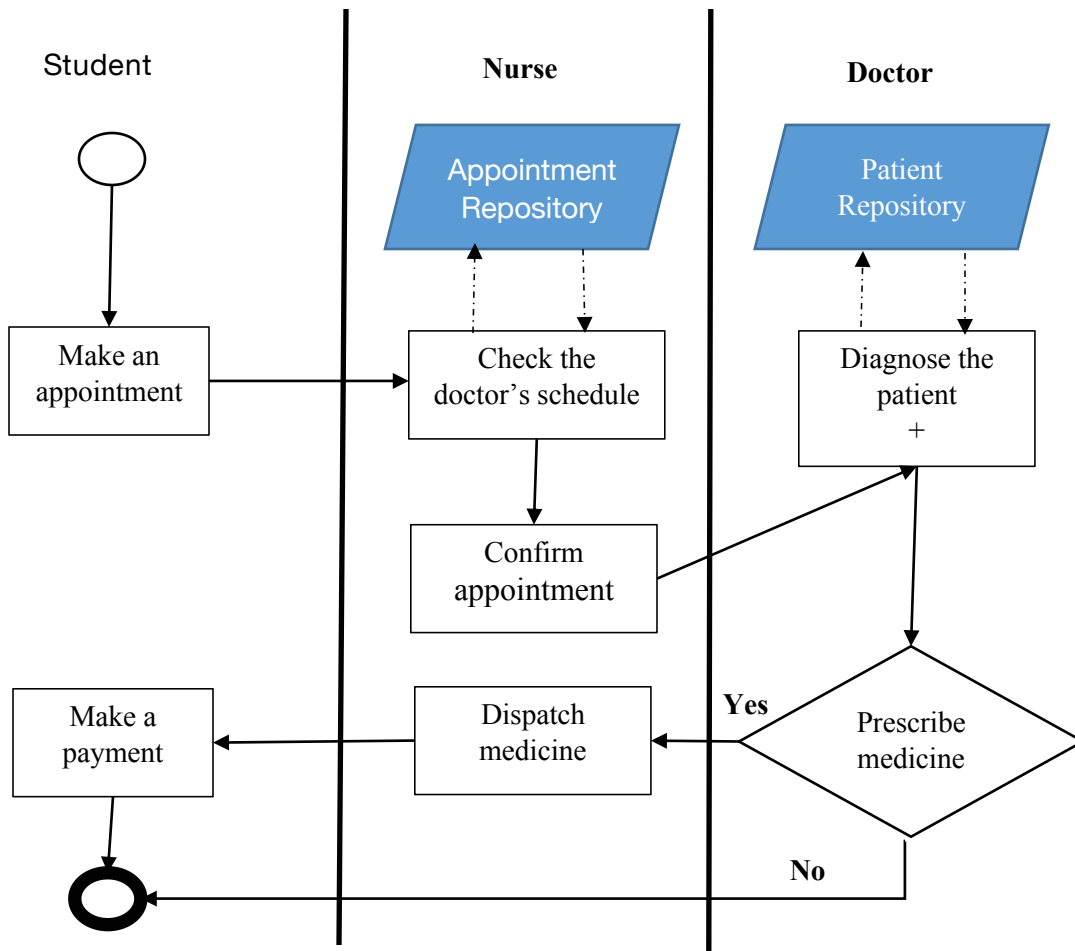 Student
Nurse
Doctor
Appointment
Repository
Patient
Repository
Make an
appointment
Check the
doctor’s schedule
Diagnose the
patient
+
Confirm
appointment
Make a
payment
Dispatch
medicine
Yes
Prescribe
medicine
No